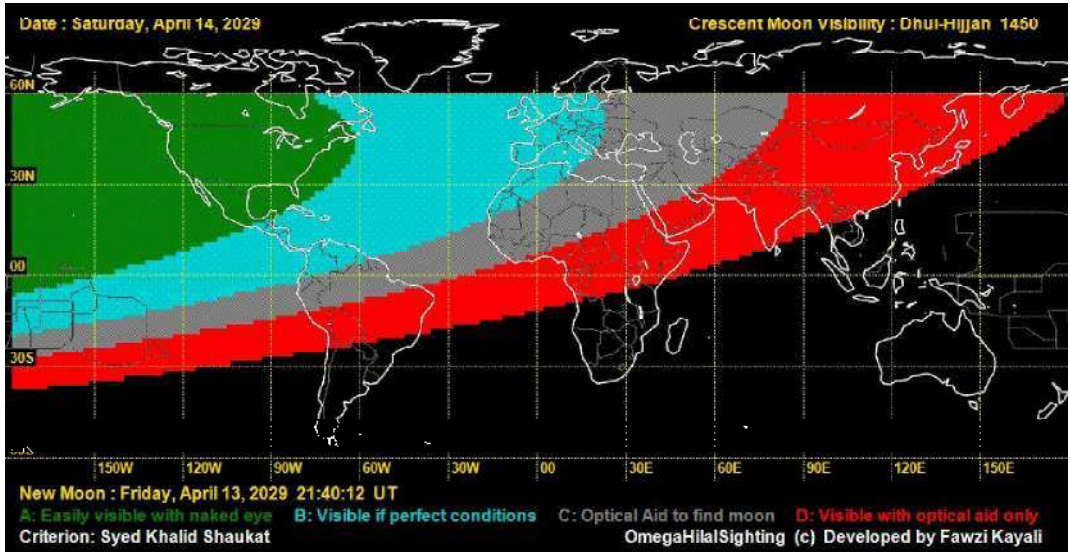 Date : Saturday, April 14, 2029
Crescent Moon Visibility : Dhul-Hijjah 1450
60N
30N
00
30S
150W 120W 90W 60W 30W 00 30E 60E 90E 120E 150E
New Moon : Friday, April 13, 2029 21:40:12 UT
A: Easily visible with naked eye B: Visible if perfect conditions C: Optical Aid to find moon D: Visible with optical aid only
Criterion: Syed Khalid Shaukat OmegaHilalSighting (c) Developed by Fawzi Kayali